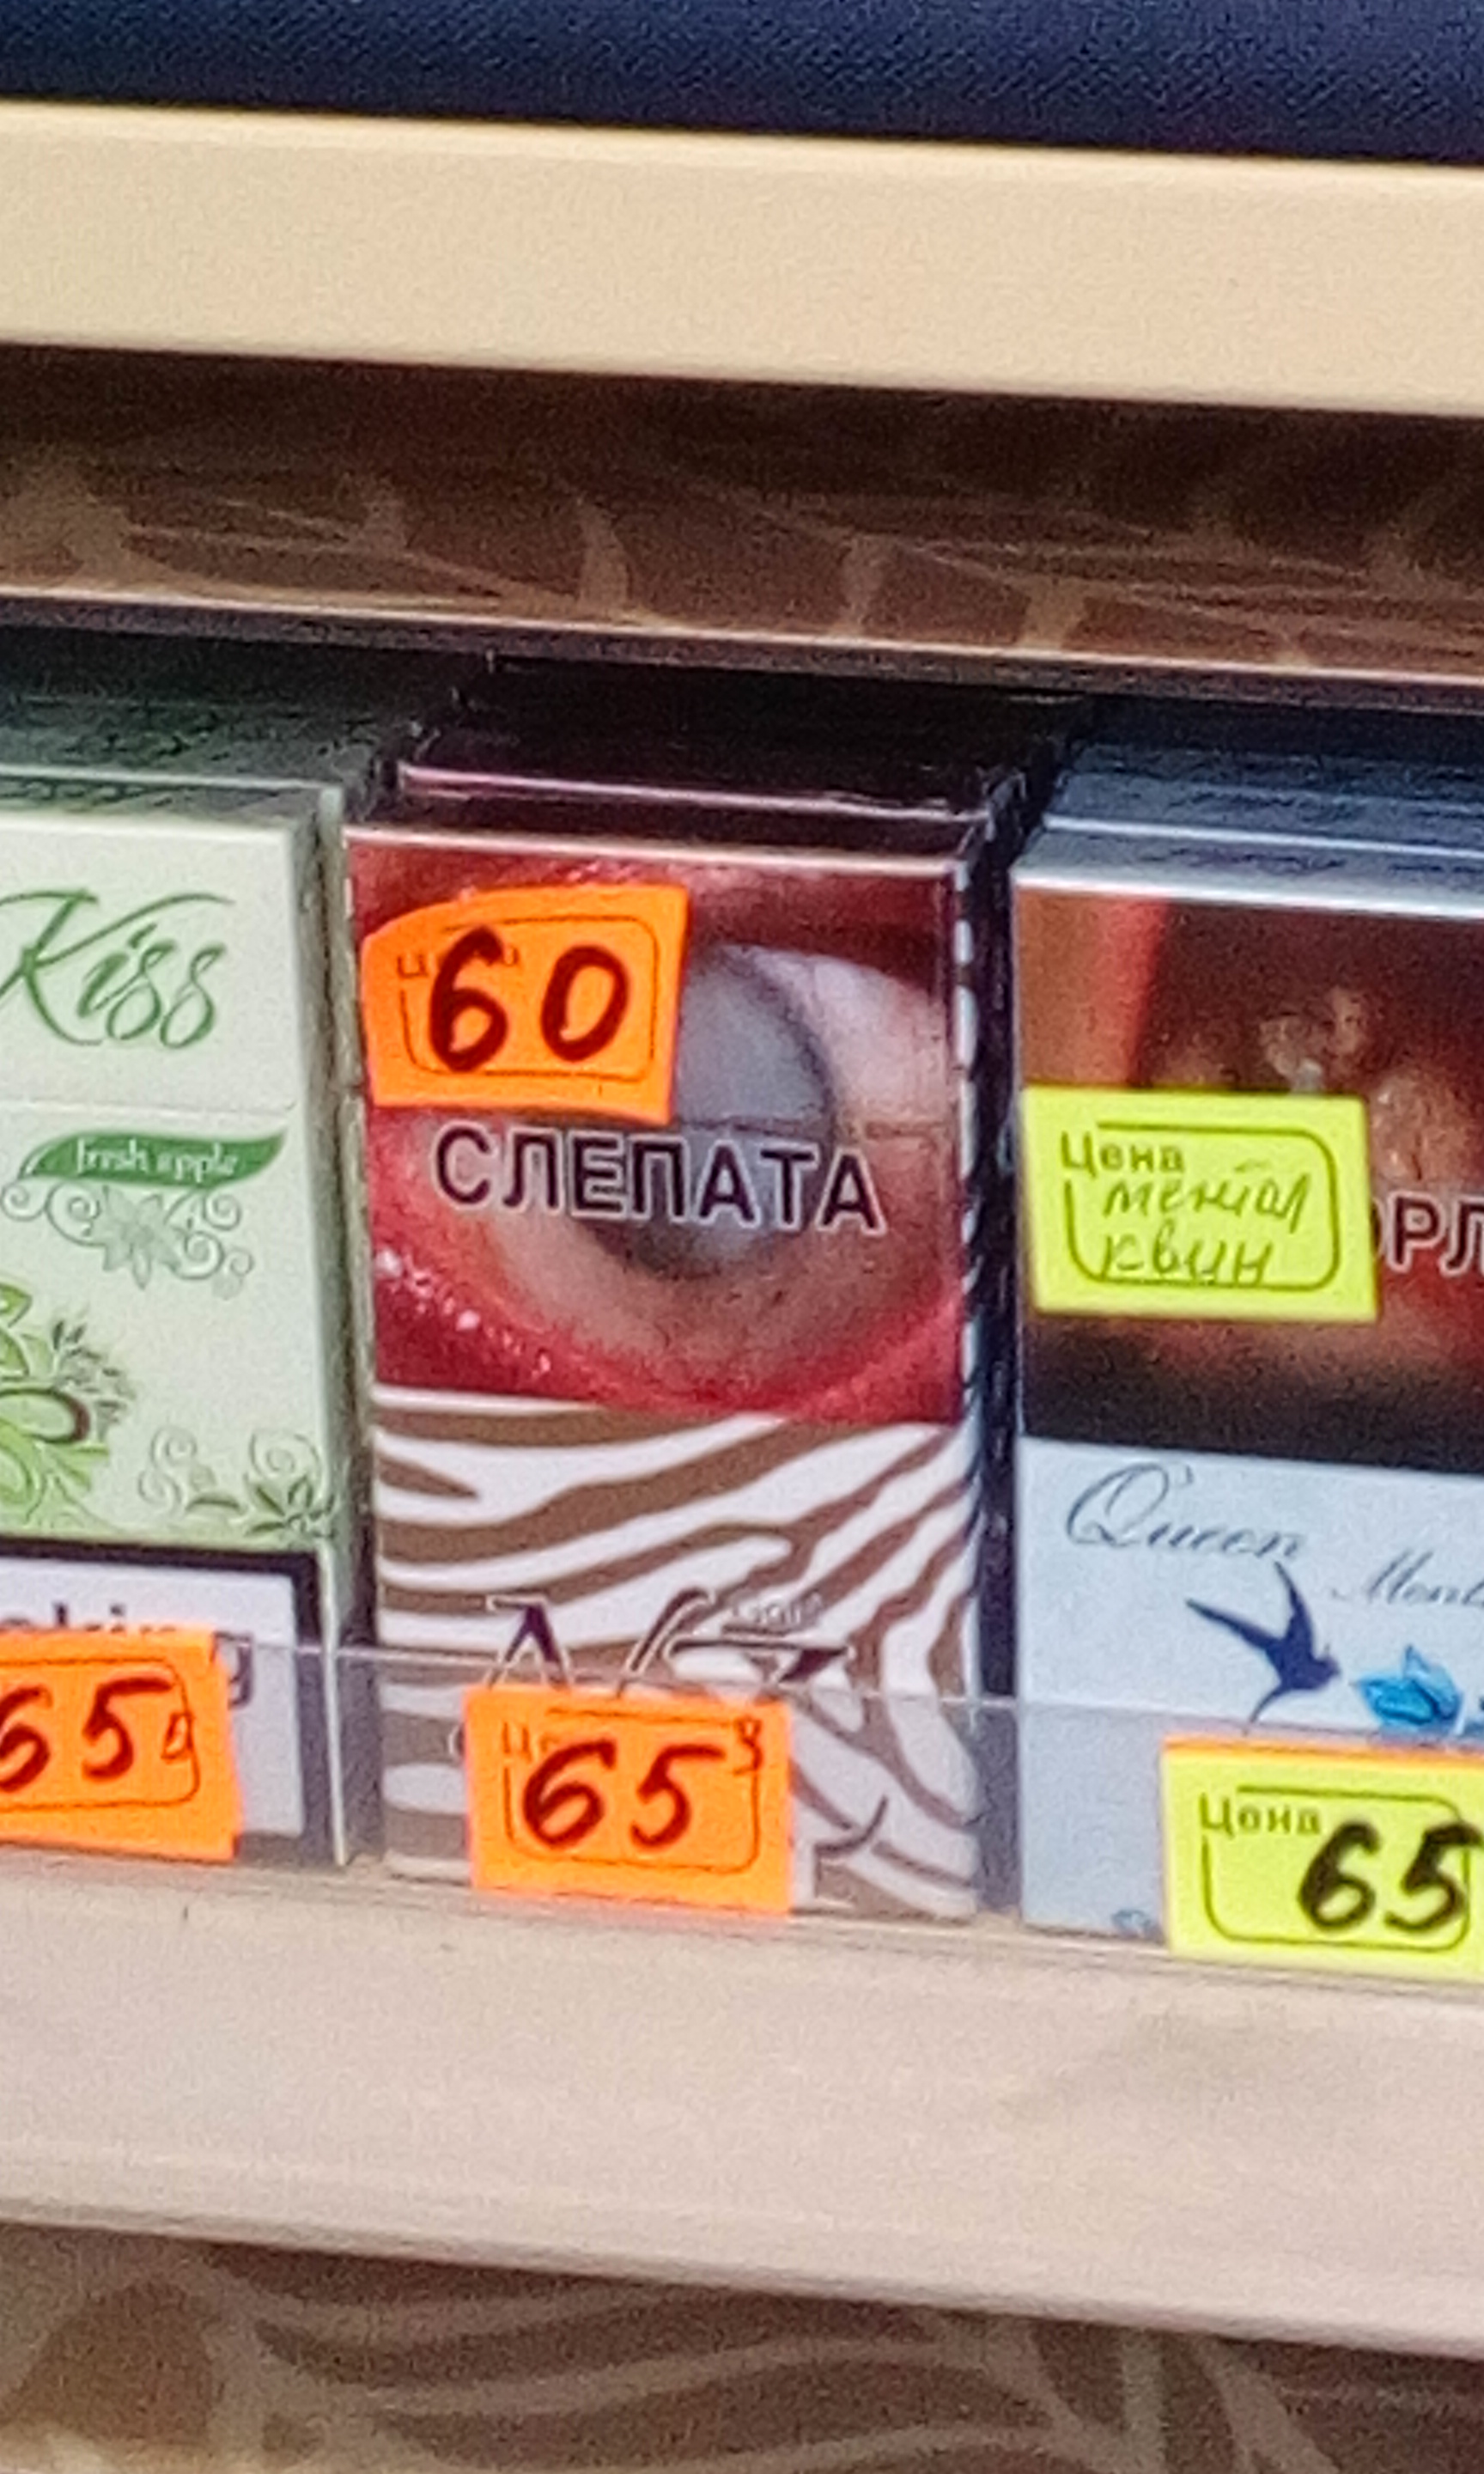 Kiss
fresh apple
65
60
СЛЕПАТА
65
Цена
ментол
квин
Queen
Цена
65